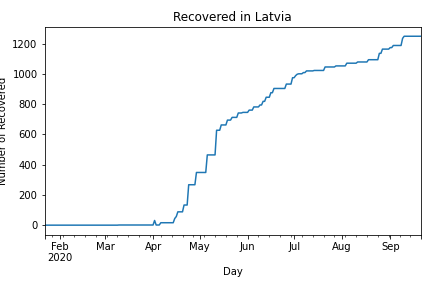 Recovered in Latvia
Number of Recovered
1200
1000
800
600
400
200
0
Feb
2020
Mar
Apr
May
Jun
Jul
Aug
Sep
Day